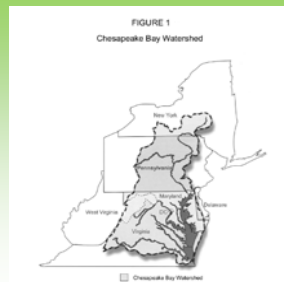 FIGURE 1
Chesapeake Bay Watershed
New York
Pennsylvania
Maryland
Delaware
West Virginia
DC
Virginia
Chesapeake Bay Watershed